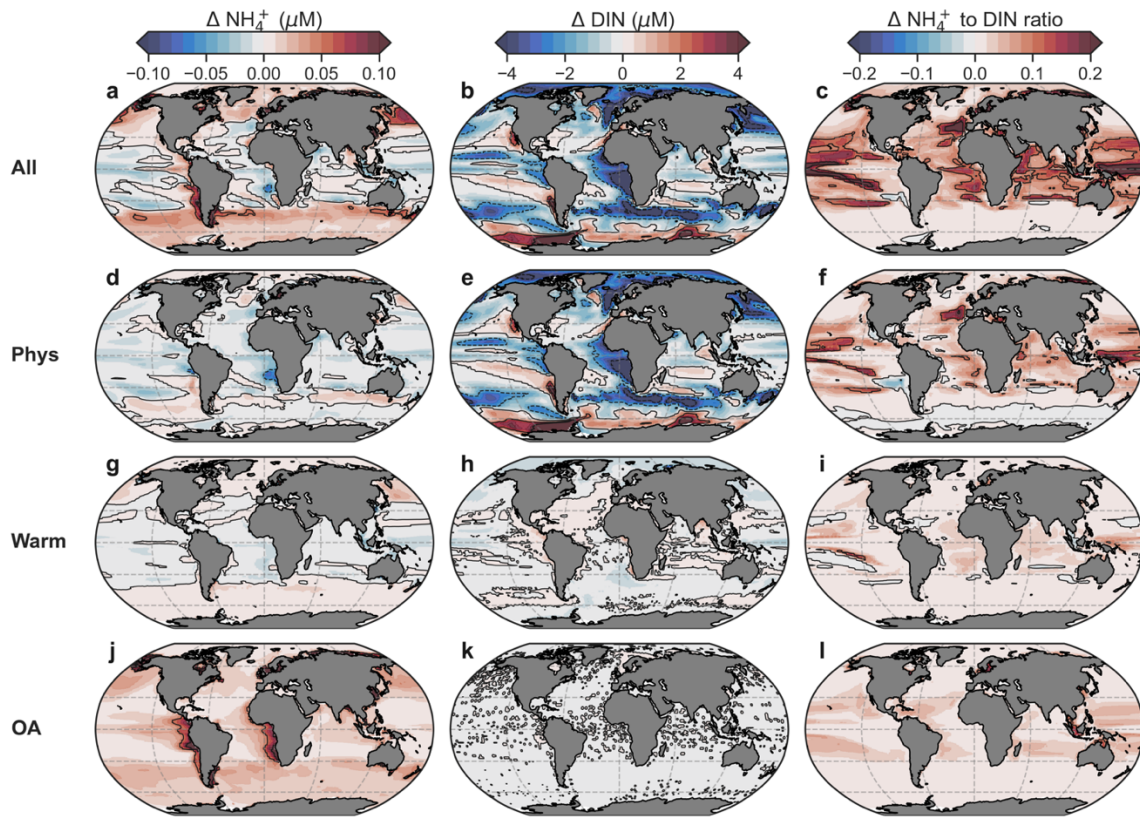 Δ NH₄⁺ (μM) Δ DIN (μM) Δ NH₄⁺ to DIN ratio
−0.10 −0.05 0.00 0.05 0.10 −4 −2 0 2 4 −0.2 −0.1 0.0 0.1 0.2
a b c
All
d e f
Phys
g h i
Warm
j k l
OA